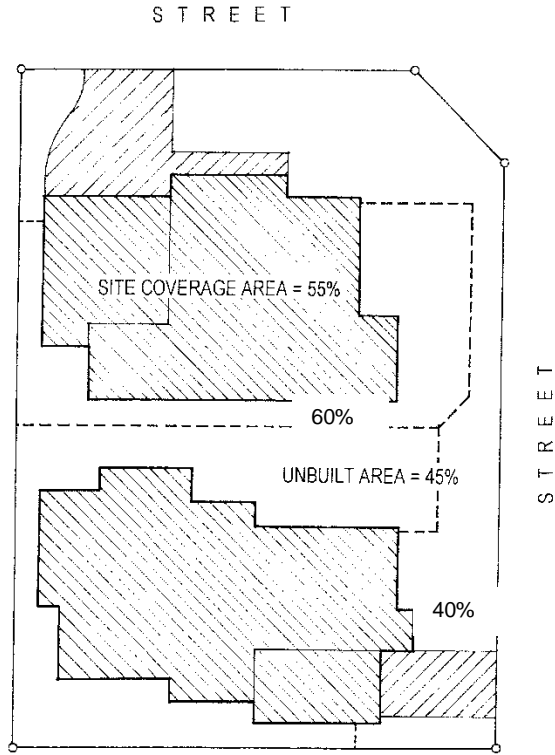 STREET
SITE COVERAGE AREA = 55%
60%
STREET
UNBUILT AREA = 45%
40%